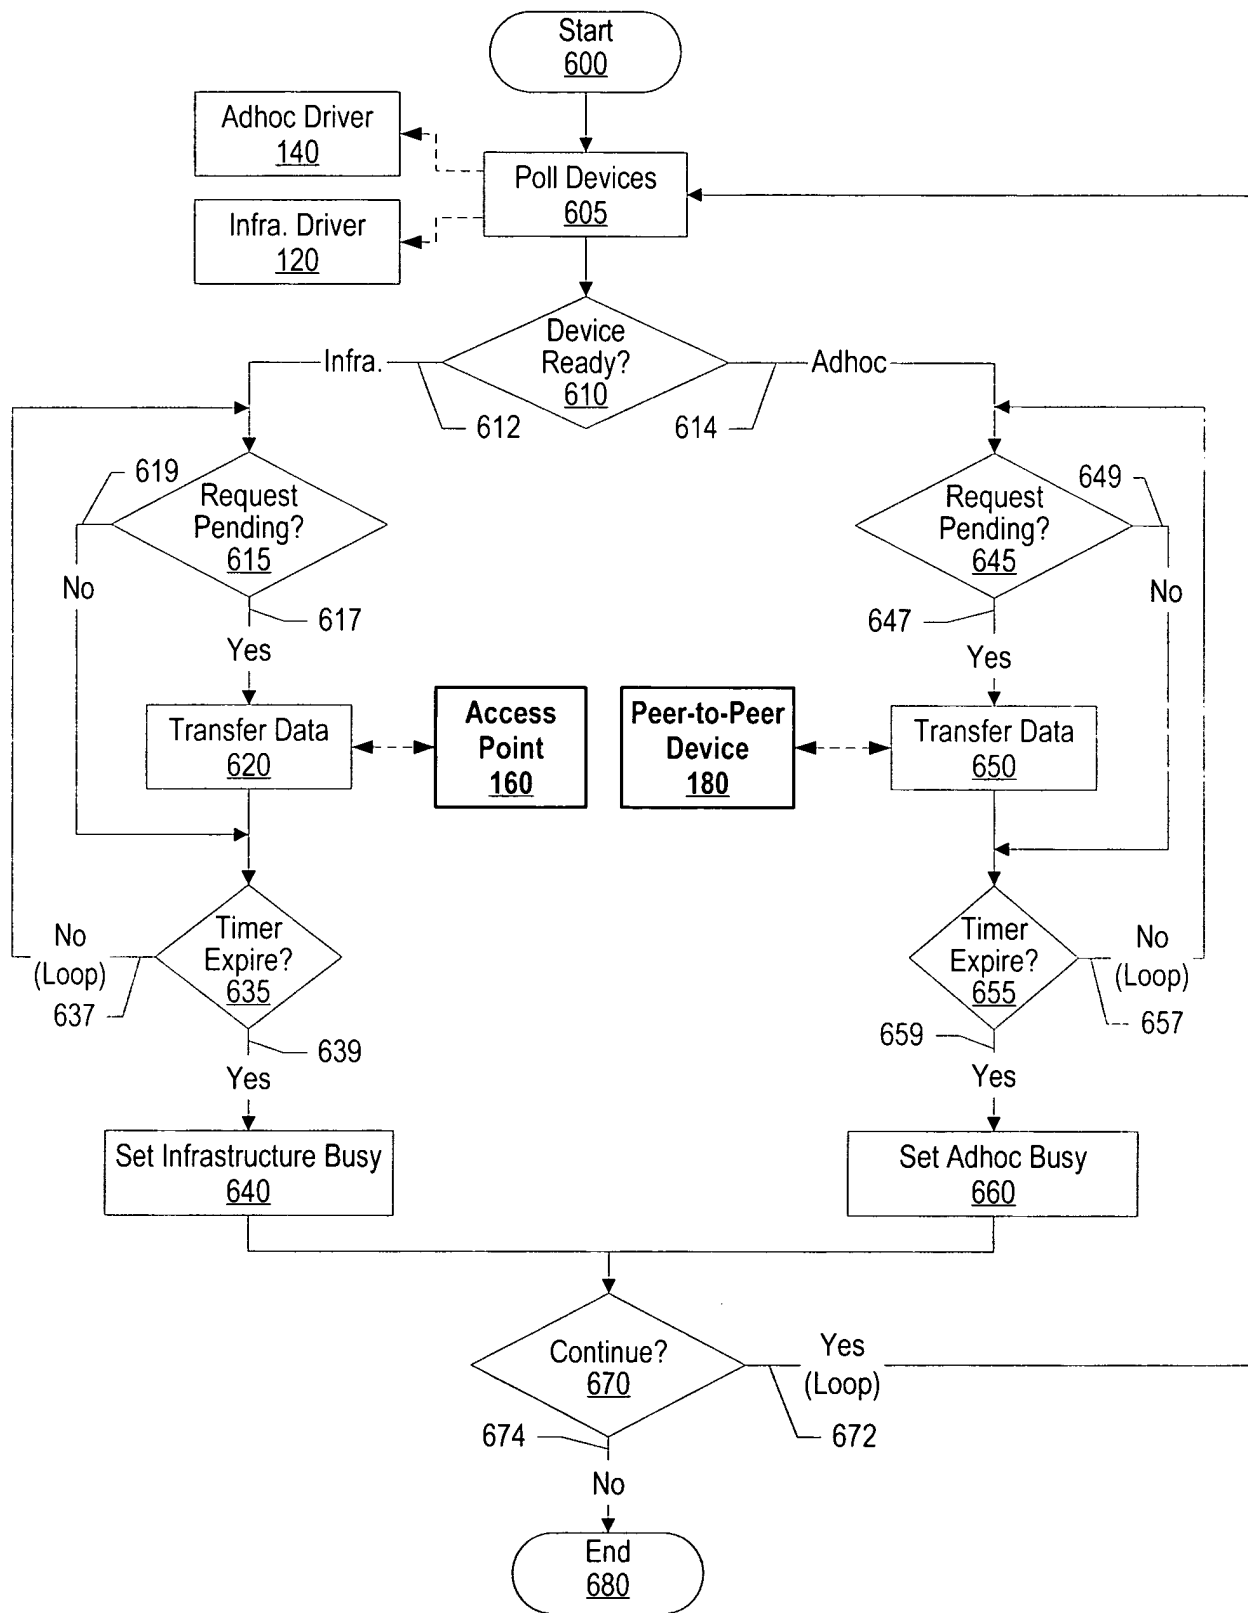 Start
600
Adhoc Driver
140
Poll Devices
605
Infra. Driver
120
Device
Ready?
610
Infra.
Adhoc
612
614
619
Request
Pending?
615
No
617
Yes
649
Request
Pending?
645
No
647
Yes
Transfer Data
620
Access
Point
160
Peer-to-Peer
Device
180
Transfer Data
650
Timer
Expire?
635
No
(Loop)
637
639
Yes
Timer
Expire?
655
No
(Loop)
657
659
Yes
Set Infrastructure Busy
640
Set Adhoc Busy
660
Continue?
670
Yes
(Loop)
672
674
No
End
680